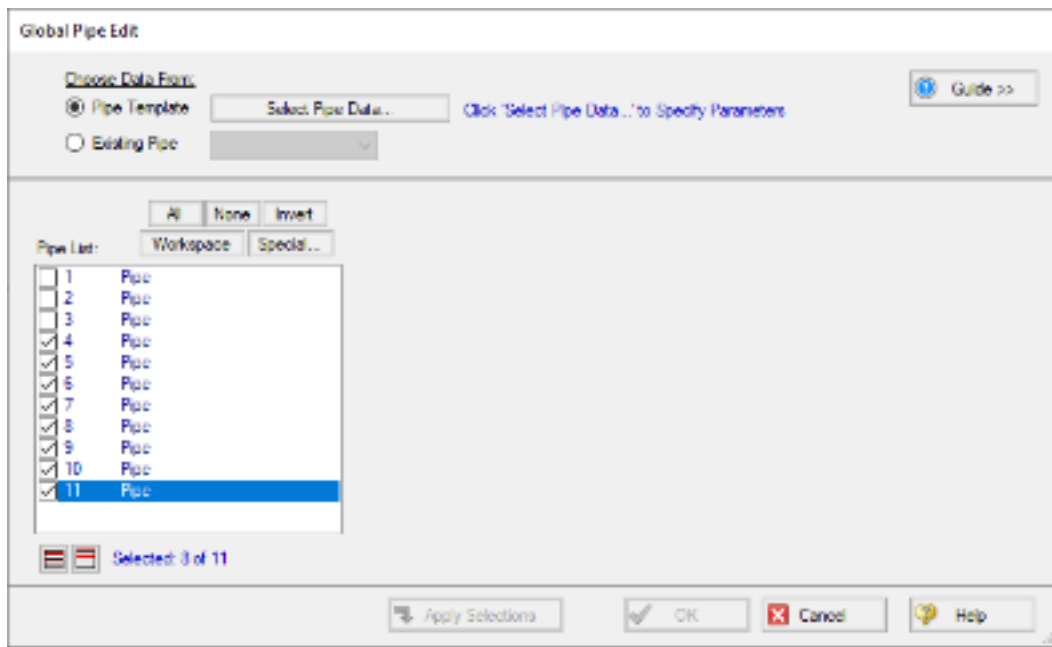 Global Pipe Edit
Choose Data From:
Pipe Template Select Pipe Data... Click 'Select Pipe Data...' to Specify Parameters Guide >>
Existing Pipe
All None Invert
Pipe List: Workspace Special...
1 Pipe
2 Pipe
3 Pipe
4 Pipe
5 Pipe
6 Pipe
7 Pipe
8 Pipe
9 Pipe
10 Pipe
11 Pipe
Selected: 8 of 11
Apply Selections OK Cancel Help